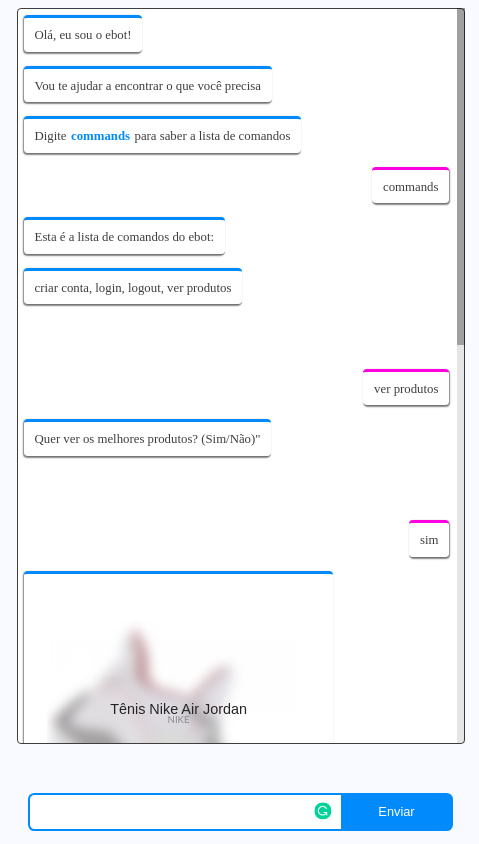 Olá, eu sou o ebot!
Vou te ajudar a encontrar o que você precisa
Digite commands para saber a lista de comandos
commands
Esta é a lista de comandos do ebot:
criar conta, login, logout, ver produtos
ver produtos
Quer ver os melhores produtos? (Sim/Não)"
sim
Tênis Nike Air Jordan
NIKE
Enviar